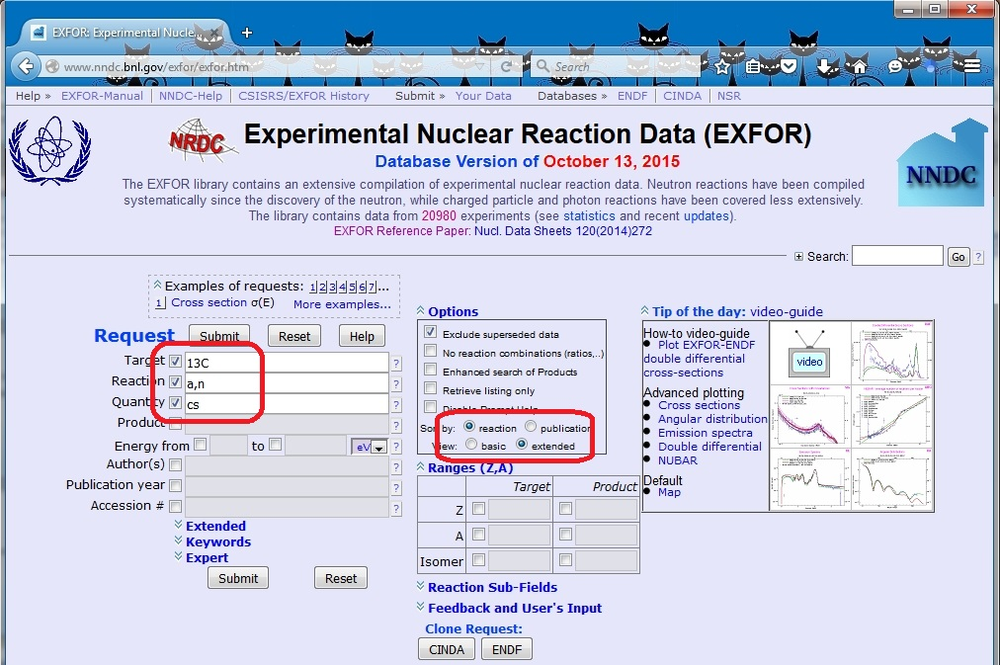 EXFOR: Experimental Nucle...
www.nndc.bnl.gov/exfor/exfor.htm
Search
Help » EXFOR-Manual | NNDC-Help | CSISRS/EXFOR History Submit » Your Data Databases » ENDF | CINDA | NSR
NRDC
Experimental Nuclear Reaction Data (EXFOR)
Database Version of October 13, 2015
The EXFOR library contains an extensive compilation of experimental nuclear reaction data. Neutron reactions have been compiled
systematically since the discovery of the neutron, while charged particle and photon reactions have been covered less extensively.
The library contains data from 20980 experiments (see statistics and recent updates).
EXFOR Reference Paper: Nucl. Data Sheets 120(2014)272
NNDC
Search: Go ?
Examples of requests: 1|2|3|4|5|6|7|...
1| Cross section σ(E) More examples...
Request Submit Reset Help
Target 13C ?
Reaction a,n ?
Quantity cs ?
Product ?
Energy from to eV ?
Author(s) ?
Publication year ?
Accession # ?
Extended
Keywords
Expert
Submit Reset
Options
Exclude superseded data
No reaction combinations (ratios,..)
Enhanced search of Products
Retrieve listing only
Disable Prompt Help
Sort by: reaction publication
View: basic extended
Ranges (Z,A)
Target Product
Z
A
Isomer
Reaction Sub-Fields
Feedback and User's Input
Clone Request:
CINDA ENDF
Tip of the day: video-guide
How-to video-guide
Plot EXFOR-ENDF
double differential
cross-sections
video
Advanced plotting
Cross sections
Angular distribution
Emission spectra
Double differential
NUBAR
Default
Map